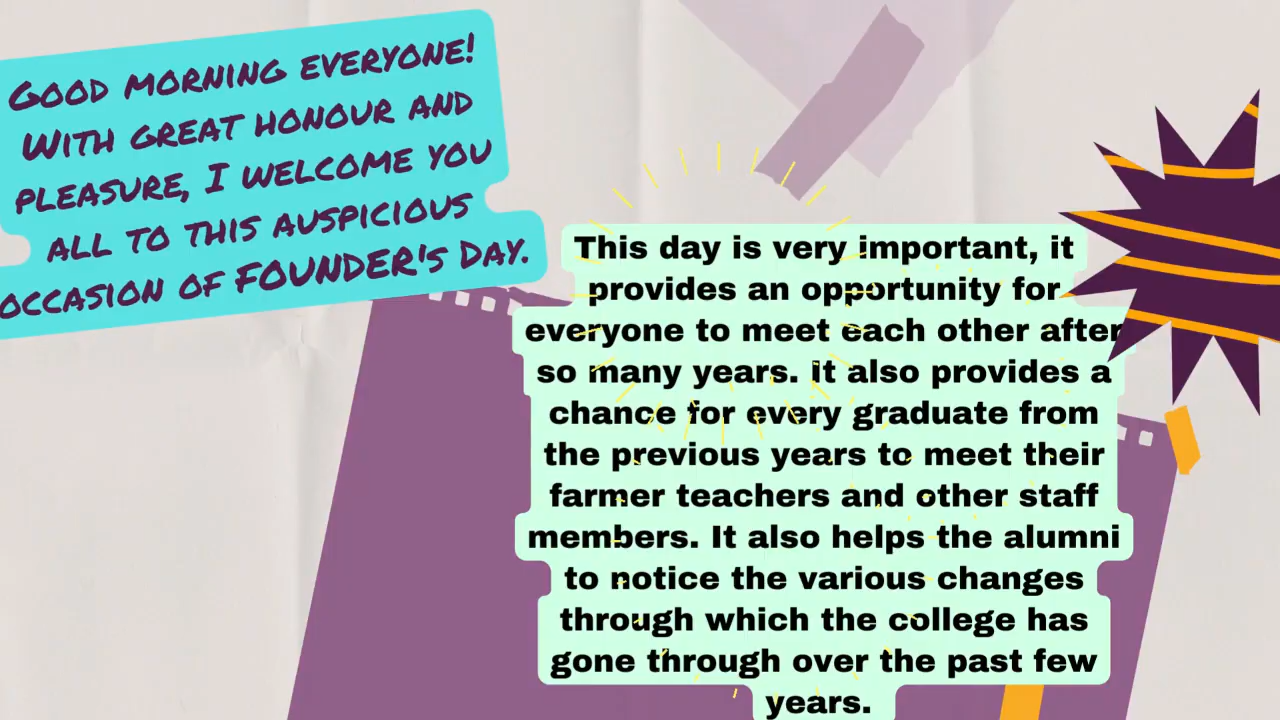 Good morning everyone!
With great honour and
pleasure, I welcome you
all to this auspicious
occasion of FOUNDER's Day.
This day is very important, it
provides an opportunity for
everyone to meet each other after
so many years. It also provides a
chance for every graduate from
the previous years to meet their
farmer teachers and other staff
members. It also helps the alumni
to notice the various changes
through which the college has
gone through over the past few
years.